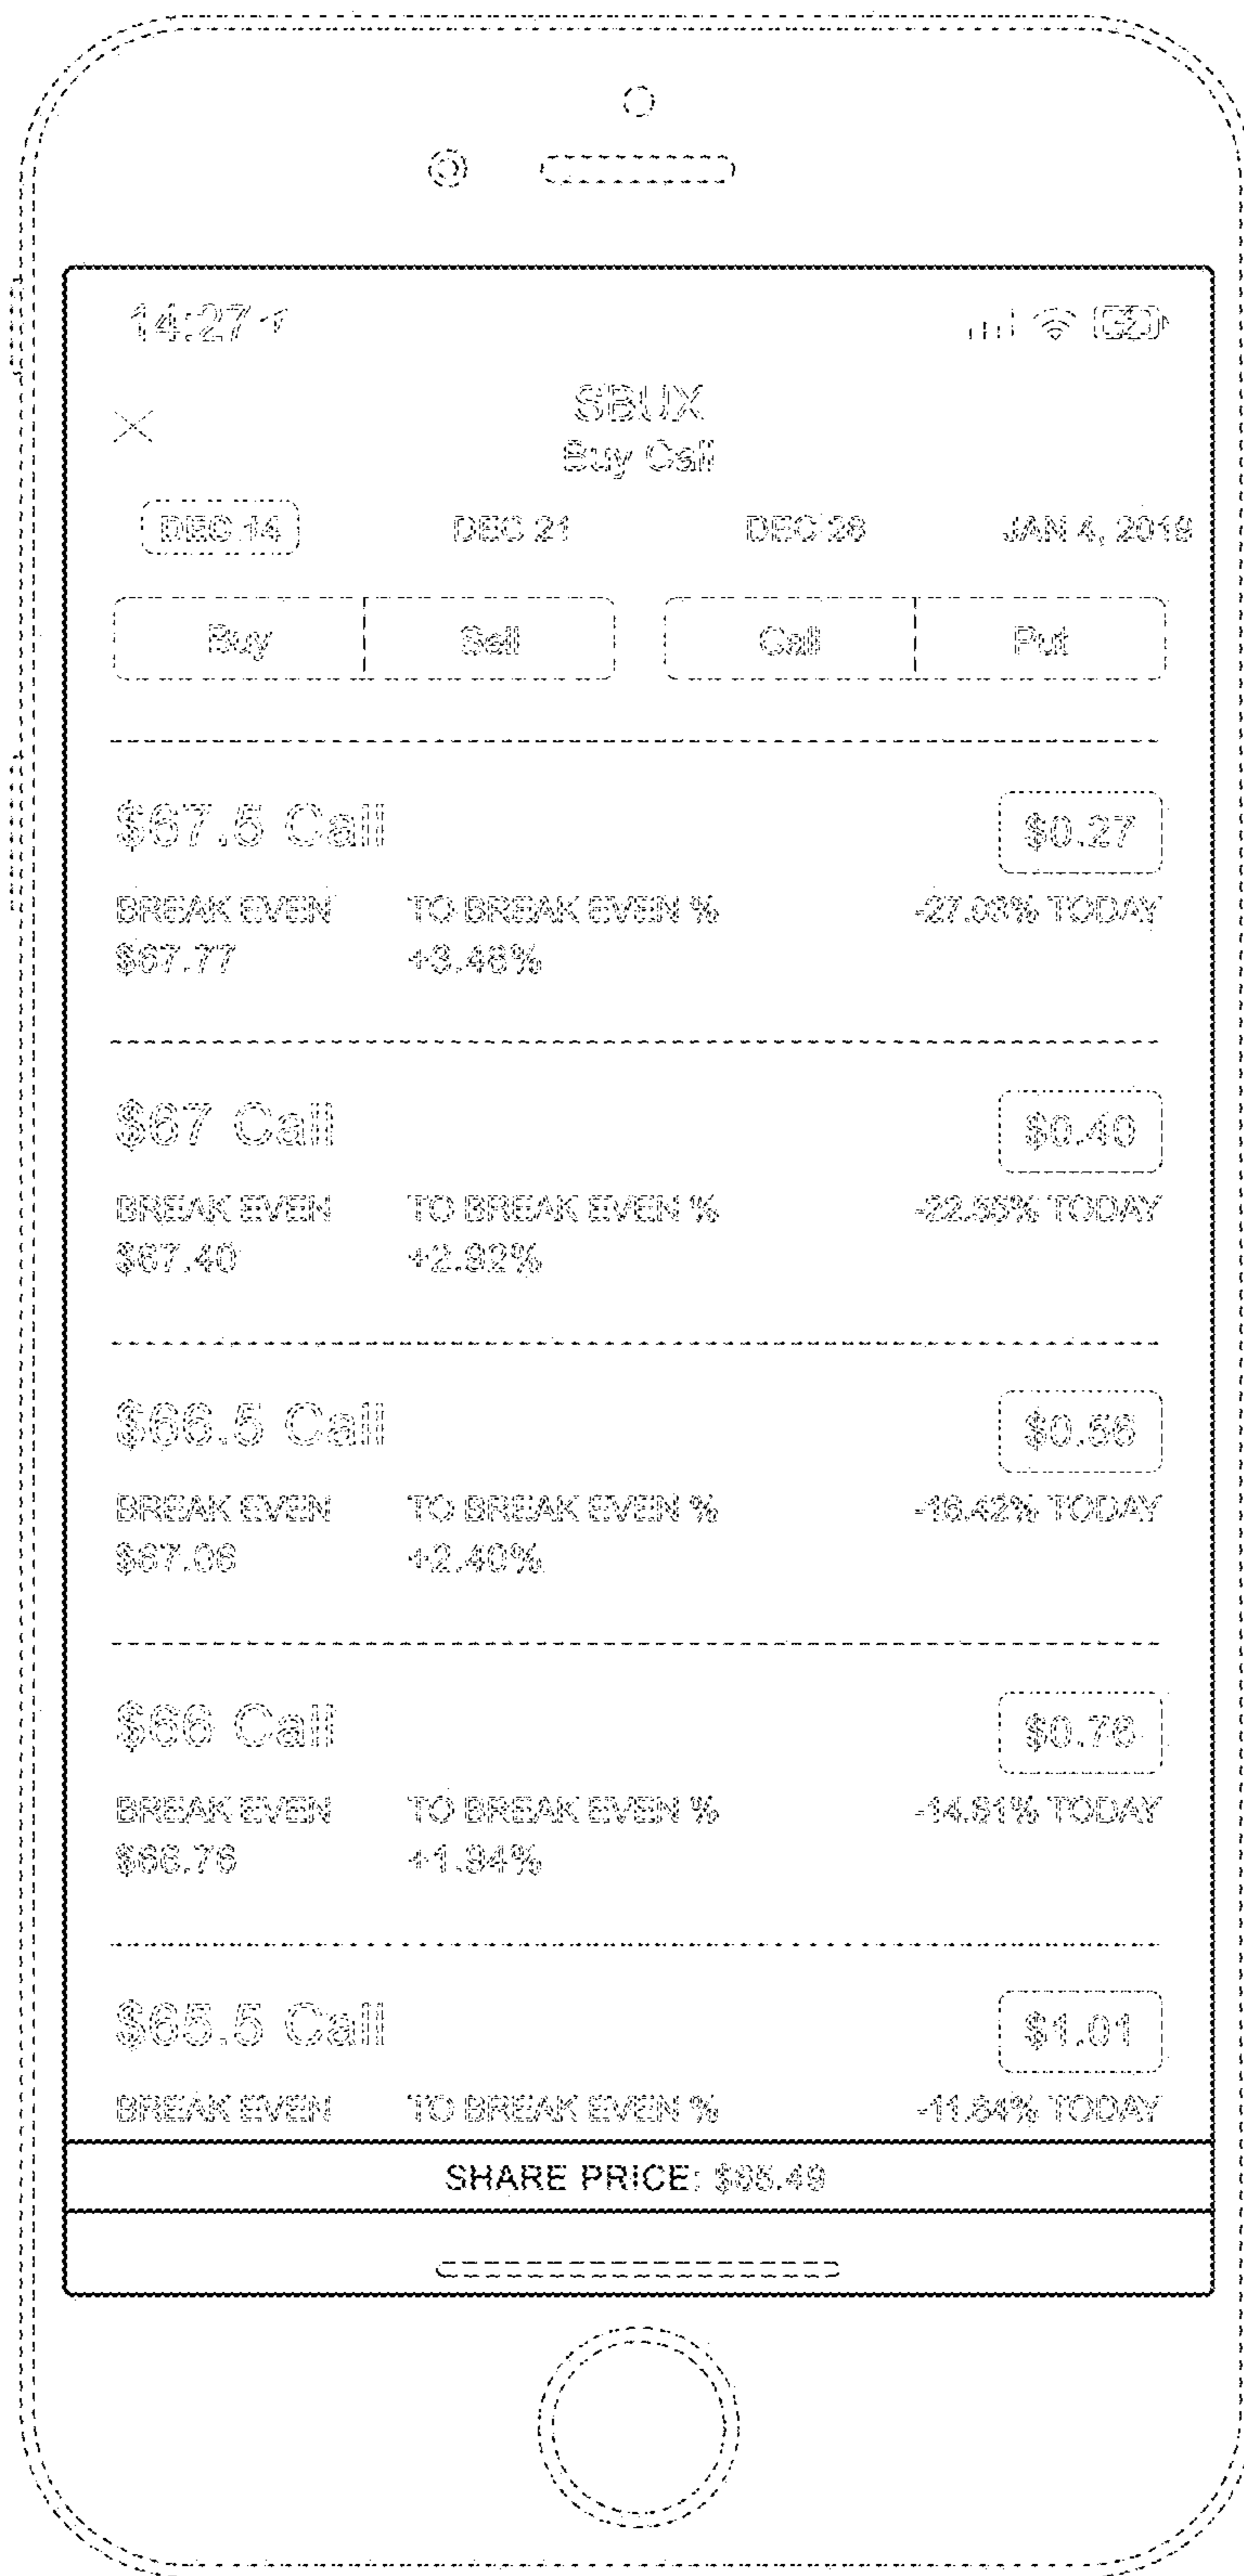 14:27
SBUX
Buy Call
DEC 14 DEC 21 DEC 28 JAN 4, 2019
Buy Sell Call Put
$67.5 Call $0.27
BREAK EVEN TO BREAK EVEN % -27.03% TODAY
$67.77 +3.48%
$67 Call $0.40
BREAK EVEN TO BREAK EVEN % -22.55% TODAY
$67.40 +2.92%
$66.5 Call $0.56
BREAK EVEN TO BREAK EVEN % -16.42% TODAY
$67.06 +2.40%
$66 Call $0.76
BREAK EVEN TO BREAK EVEN % TODAY
$66.76 +1.94%
$65.5 Call $1.01
BREAK EVEN TO BREAK EVEN % TODAY
SHARE PRICE: $65.49